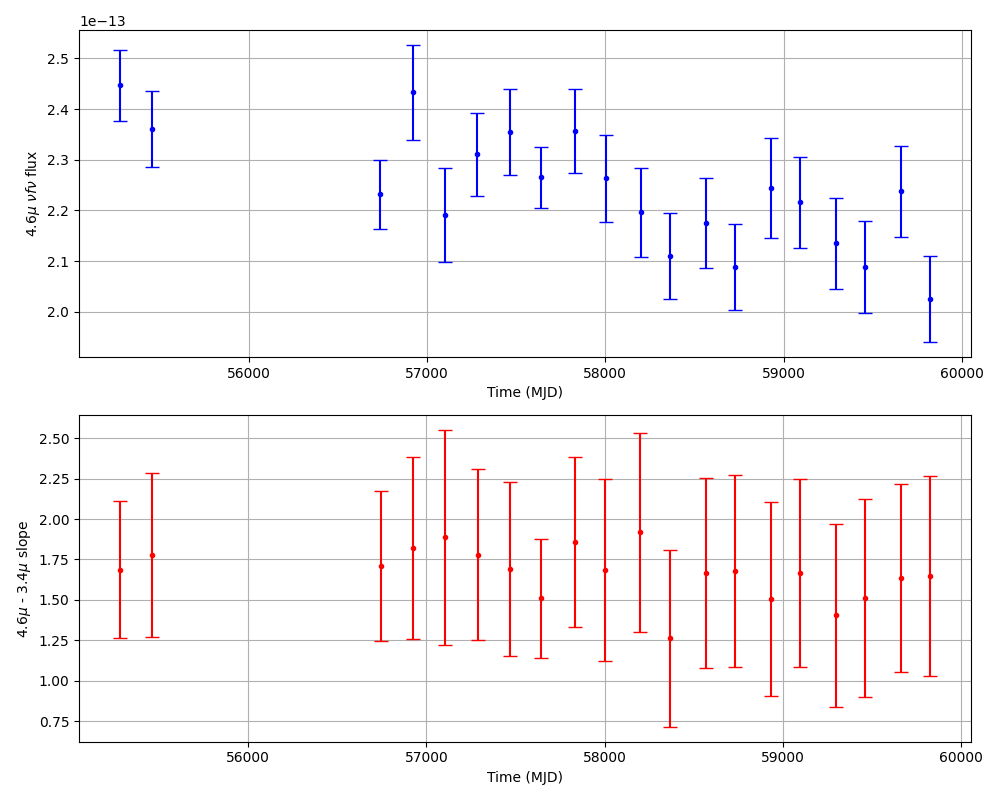 1e−13
2.5
2.4
2.3
2.2
2.1
2.0
4.6μ νfν flux
56000 57000 58000 59000 60000
Time (MJD)
2.50
2.25
2.00
1.75
1.50
1.25
1.00
0.75
4.6μ - 3.4μ slope
56000 57000 58000 59000 60000
Time (MJD)